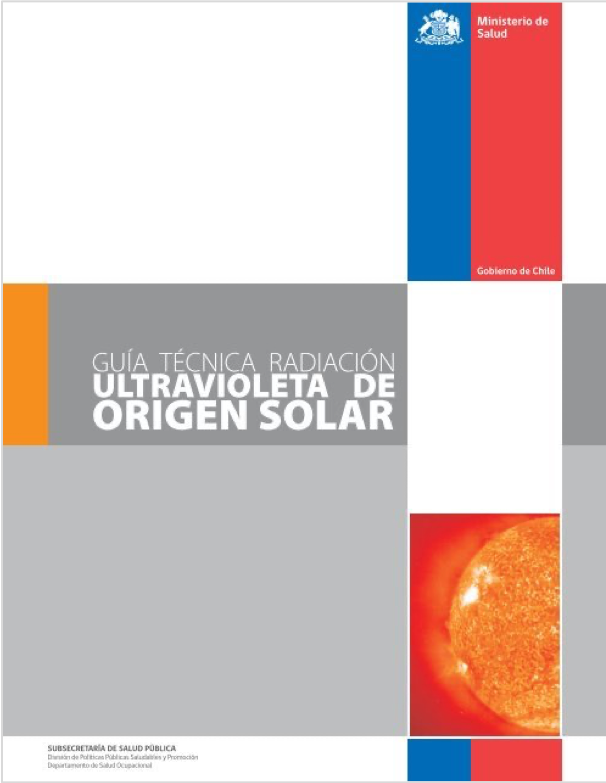 Ministerio de
Salud
Gobierno de Chile
GUÍA TÉCNICA RADIACIÓN
ULTRAVIOLETA DE
ORIGEN SOLAR
SUBSECRETARÍA DE SALUD PÚBLICA
División de Políticas Públicas Saludables y Promoción
Departamento de Salud Ocupacional